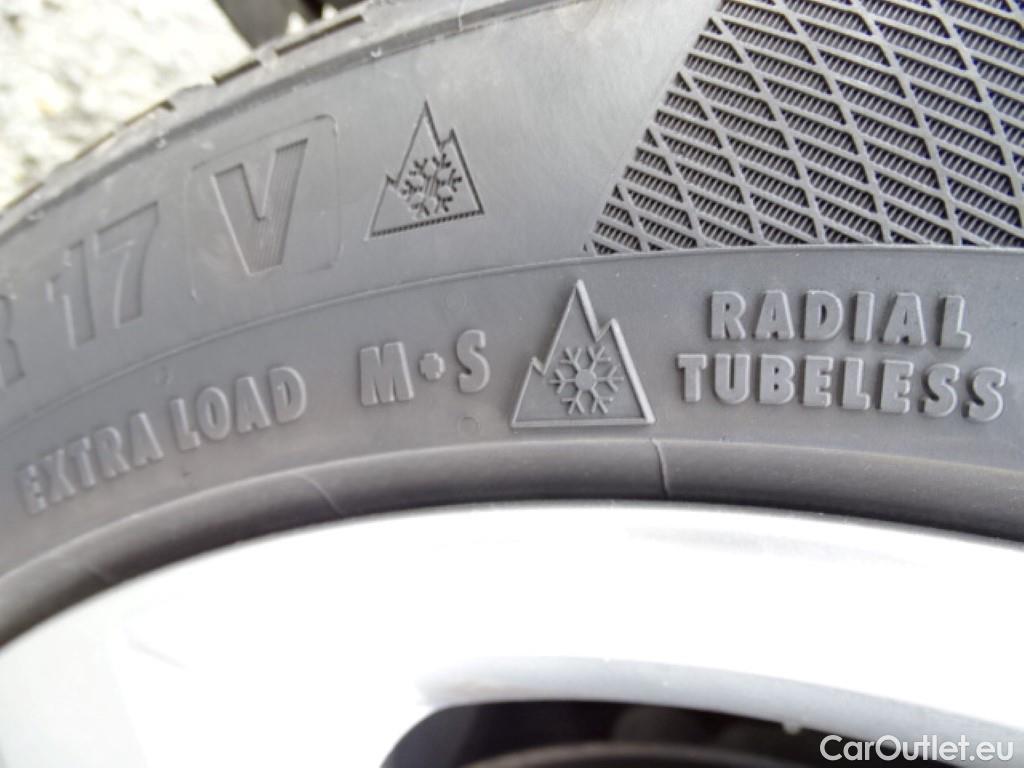 R 17 V
EXTRA LOAD M+S
RADIAL
TUBELESS
CarOutlet.eu